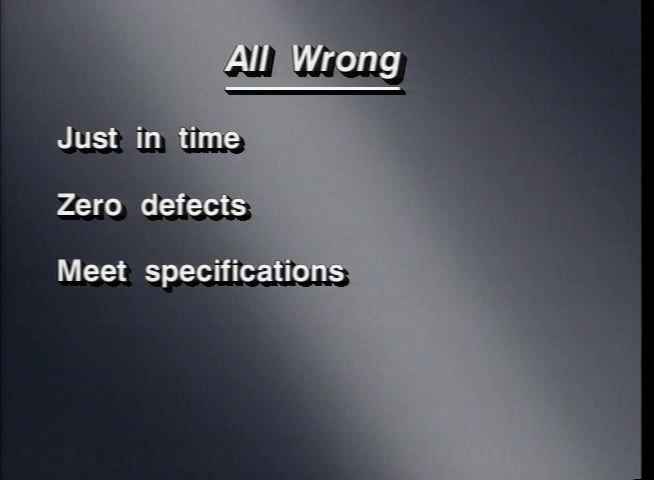 All Wrong
Just in time
Zero defects
Meet specifications